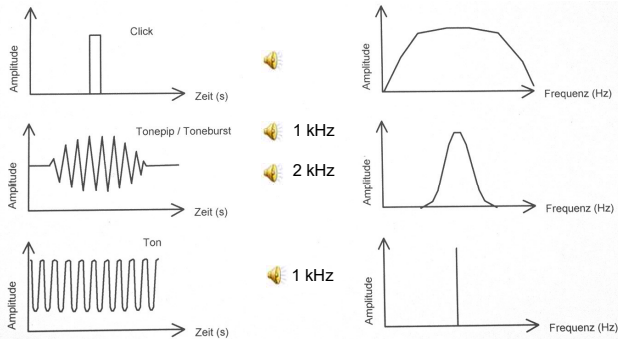 Amplitude
Click
Zeit (s)
Amplitude
Frequenz (Hz)
Amplitude
Tonepip / Toneburst
Zeit (s)
1 kHz
2 kHz
Amplitude
Frequenz (Hz)
Amplitude
Ton
Zeit (s)
1 kHz
Amplitude
Frequenz (Hz)